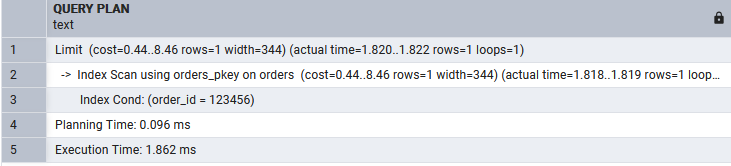 QUERY PLAN
text
1 Limit (cost=0.44..8.46 rows=1 width=344) (actual time=1.820..1.822 rows=1 loops=1)
2 -> Index Scan using orders_pkey on orders (cost=0.44..8.46 rows=1 width=344) (actual time=1.818..1.819 rows=1 loop...
3 Index Cond: (order_id = 123456)
4 Planning Time: 0.096 ms
5 Execution Time: 1.862 ms